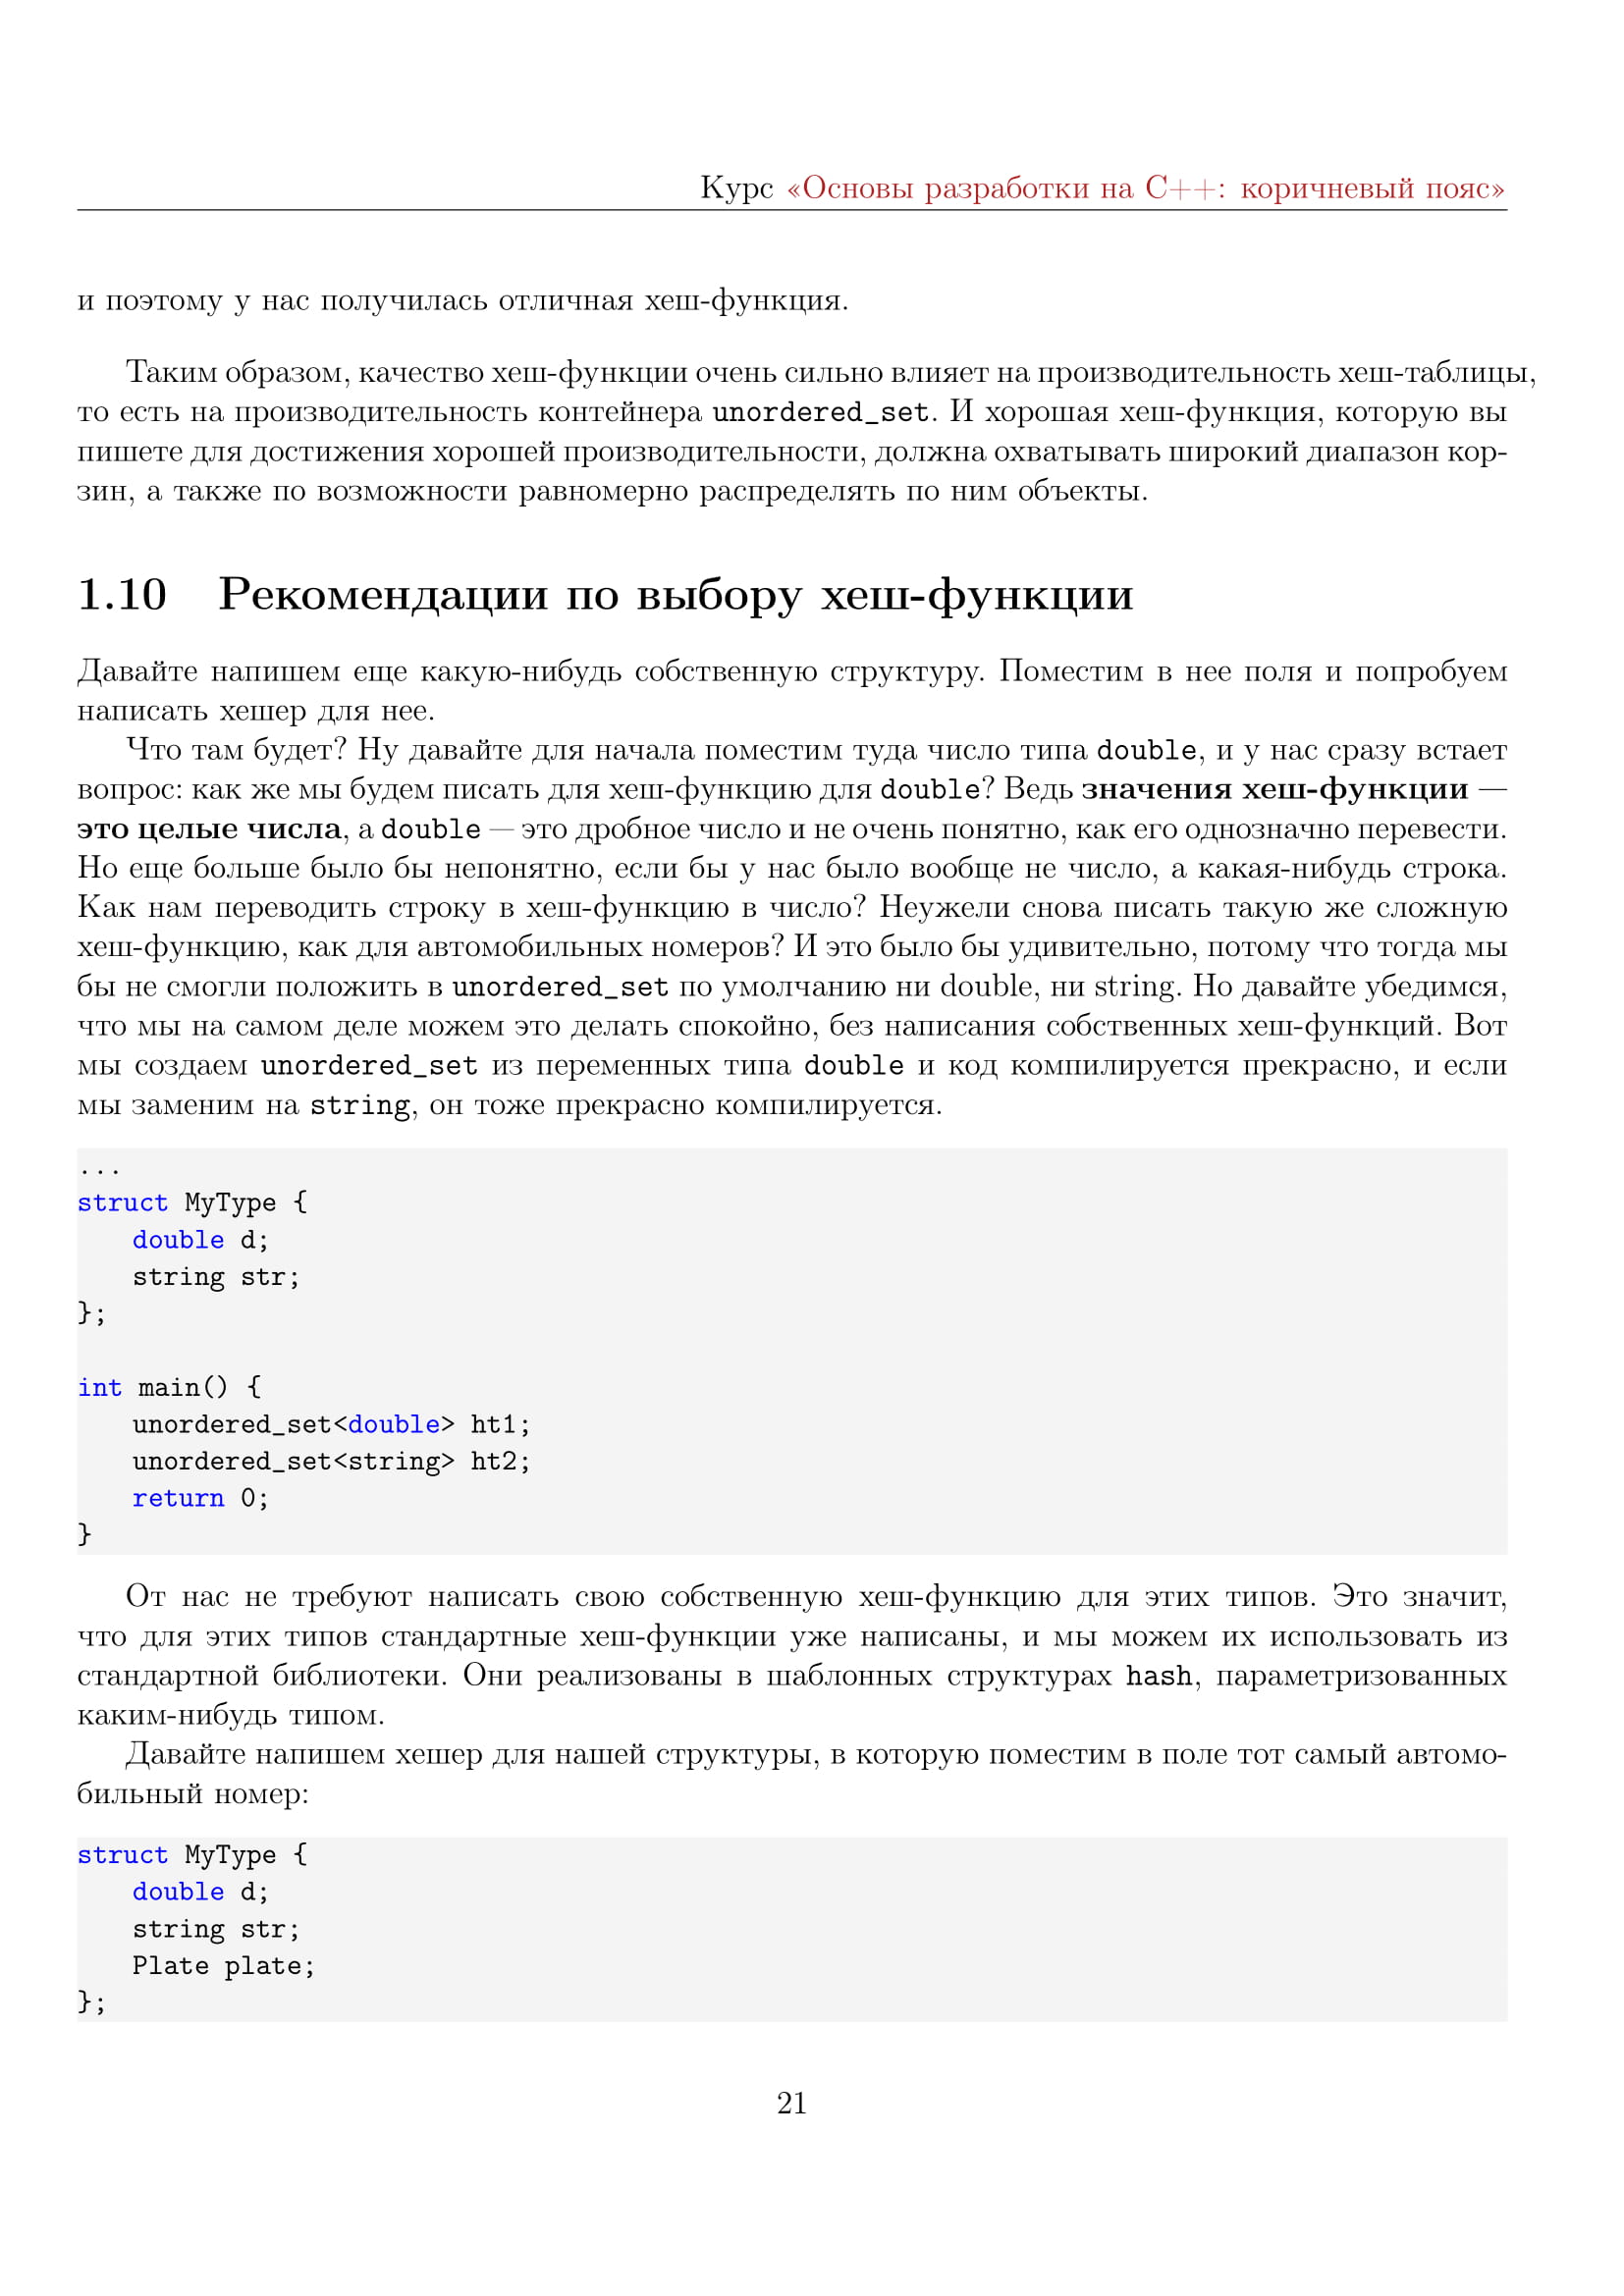 Курс «Основы разработки на C++: коричневый пояс»
и поэтому у нас получилась отличная хеш-функция.
Таким образом, качество хеш-функции очень сильно влияет на производительность хеш-таблицы,
то есть на производительность контейнера unordered_set. И хорошая хеш-функция, которую вы
пишете для достижения хорошей производительности, должна охватывать широкий диапазон кор-
зин, а также по возможности равномерно распределять по ним объекты.
1.10 Рекомендации по выбору хеш-функции
Давайте напишем еще какую-нибудь собственную структуру. Поместим в нее поля и попробуем
написать хешер для нее.
Что там будет? Ну давайте для начала поместим туда число типа double, и у нас сразу встает
вопрос: как же мы будем писать для хеш-функцию для double? Ведь значения хеш-функции —
это целые числа, а double — это дробное число и не очень понятно, как его однозначно перевести.
Но еще больше было бы непонятно, если бы у нас было вообще не число, а какая-нибудь строка.
Как нам переводить строку в хеш-функцию в число? Неужели снова писать такую же сложную
хеш-функцию, как для автомобильных номеров? И это было бы удивительно, потому что тогда мы
бы не смогли положить в unordered_set по умолчанию ни double, ни string. Но давайте убедимся,
что мы на самом деле можем это делать спокойно, без написания собственных хеш-функций. Вот
мы создаем unordered_set из переменных типа double и код компилируется прекрасно, и если
мы заменим на string, он тоже прекрасно компилируется.
...
struct MyType {
    double d;
    string str;
};
int main() {
    unordered_set<double> ht1;
    unordered_set<string> ht2;
    return 0;
}
От нас не требуют написать свою собственную хеш-функцию для этих типов. Это значит,
что для этих типов стандартные хеш-функции уже написаны, и мы можем их использовать из
стандартной библиотеки. Они реализованы в шаблонных структурах hash, параметризованных
каким-нибудь типом.
Давайте напишем хешер для нашей структуры, в которую поместим в поле тот самый автомо-
бильный номер:
struct MyType {
    double d;
    string str;
    Plate plate;
};
21